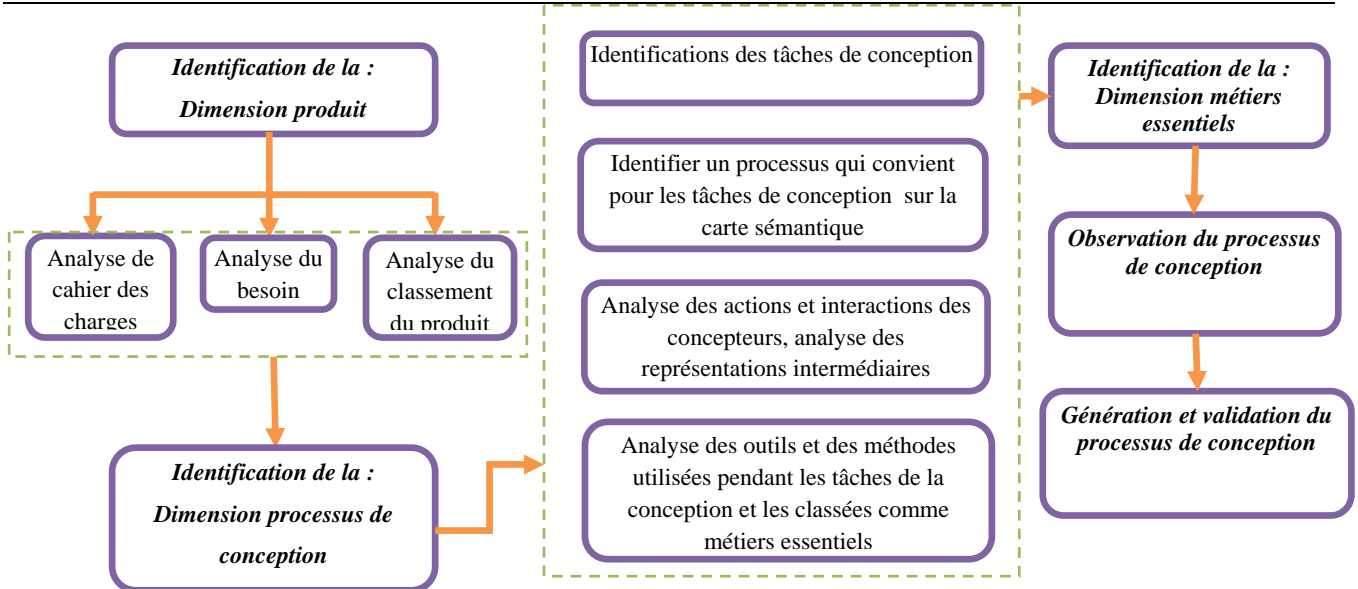 Identification de la :
Dimension produit
Analyse de
cahier des
charges
Analyse du
besoin
Analyse du
classement
du produit
Identification de la :
Dimension processus de
conception
Identifications des tâches de conception
Identifier un processus qui convient
pour les tâches de conception sur la
carte sémantique
Analyse des actions et interactions des
concepteurs, analyse des
représentations intermédiaires
Analyse des outils et des méthodes
utilisées pendant les tâches de la
conception et les classées comme
métiers essentiels
Identification de la :
Dimension métiers
essentiels
Observation du processus
de conception
Génération et validation du
processus de conception